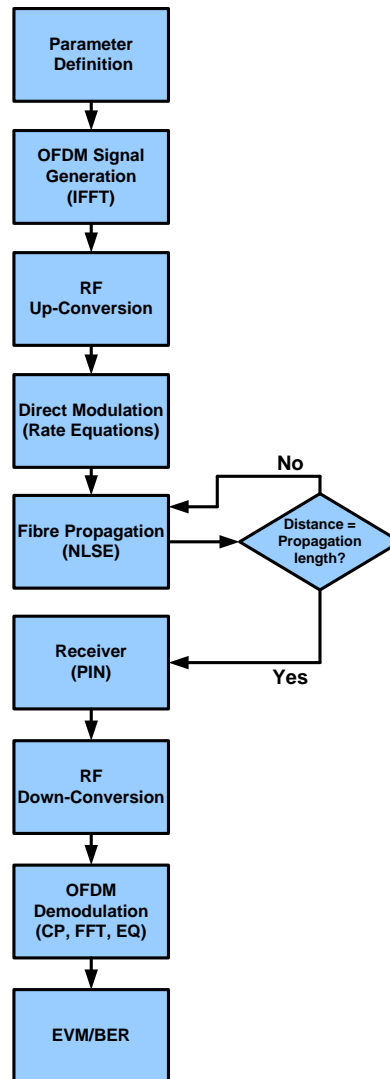 Parameter
Definition
OFDM Signal
Generation
(IFFT)
RF
Up-Conversion
Direct Modulation
(Rate Equations)
No
Fibre Propagation
(NLSE)
Distance =
Propagation
length?
Receiver
(PIN)
Yes
RF
Down-Conversion
OFDM
Demodulation
(CP, FFT, EQ)
EVM/BER